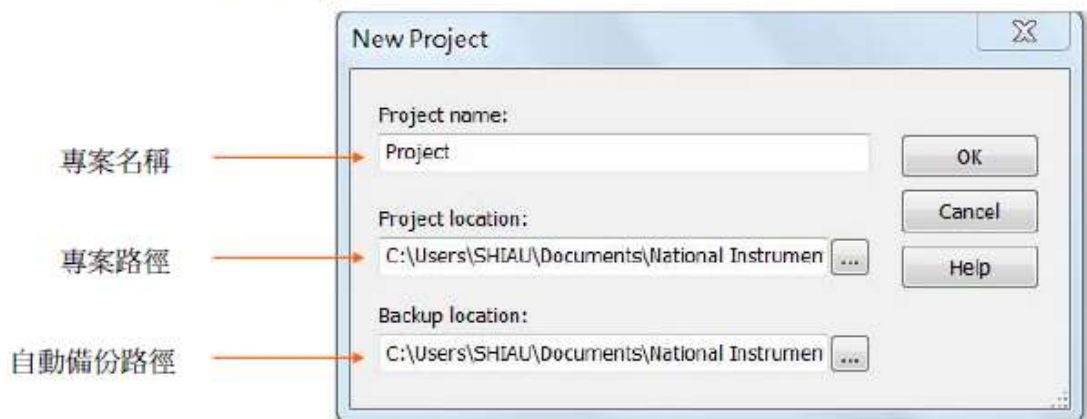 New Project
Project name:
專案名稱
Project
OK
Project location:
Cancel
專案路徑
C:\Users\SHIAU\Documents\National Instrumen
...
Help
Backup location:
自動備份路徑
C:\Users\SHIAU\Documents\National Instrumen
...